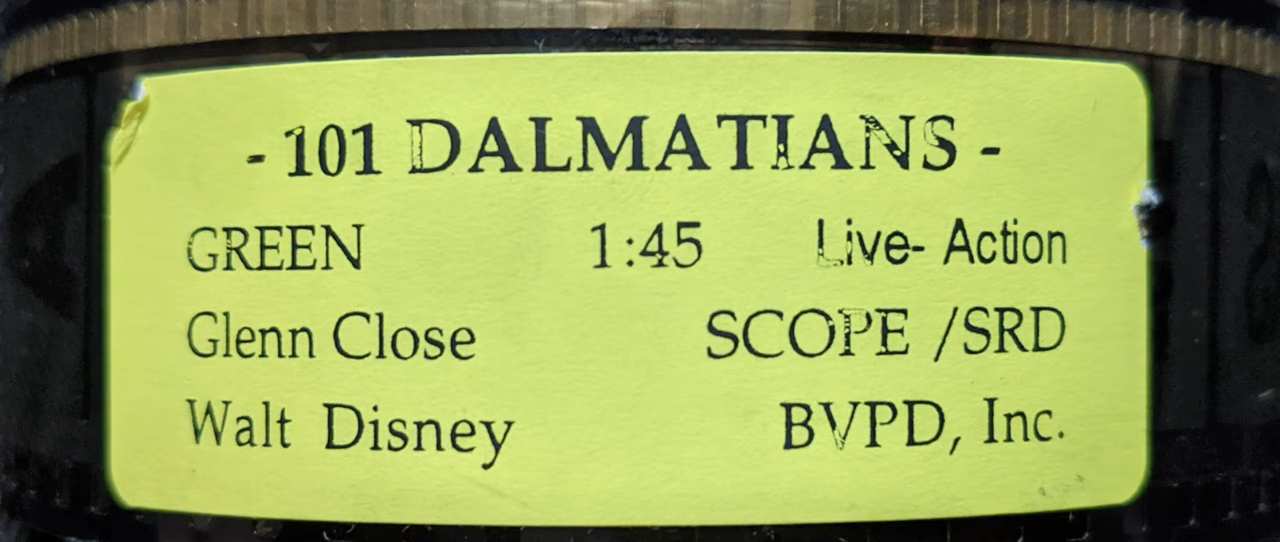 - 101 DALMATIANS -
GREEN 1:45 Live- Action
Glenn Close SCOPE /SRD
Walt Disney BVPD, Inc.